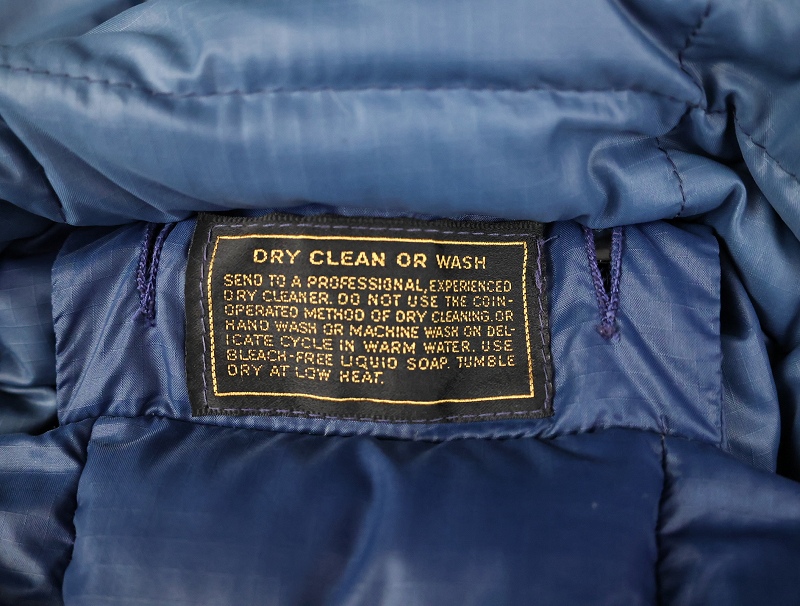 DRY CLEAN OR WASH
SEND TO A PROFESSIONAL, EXPERIENCED
DRY CLEANER. DO NOT USE THE COIN-
OPERATED METHOD OF DRY CLEANING, OR
HAND WASH OR MACHINE WASH ON DEL-
ICATE CYCLE IN WARM WATER. USE
BLEACH-FREE LIQUID SOAP. TUMBLE
DRY AT LOW HEAT.